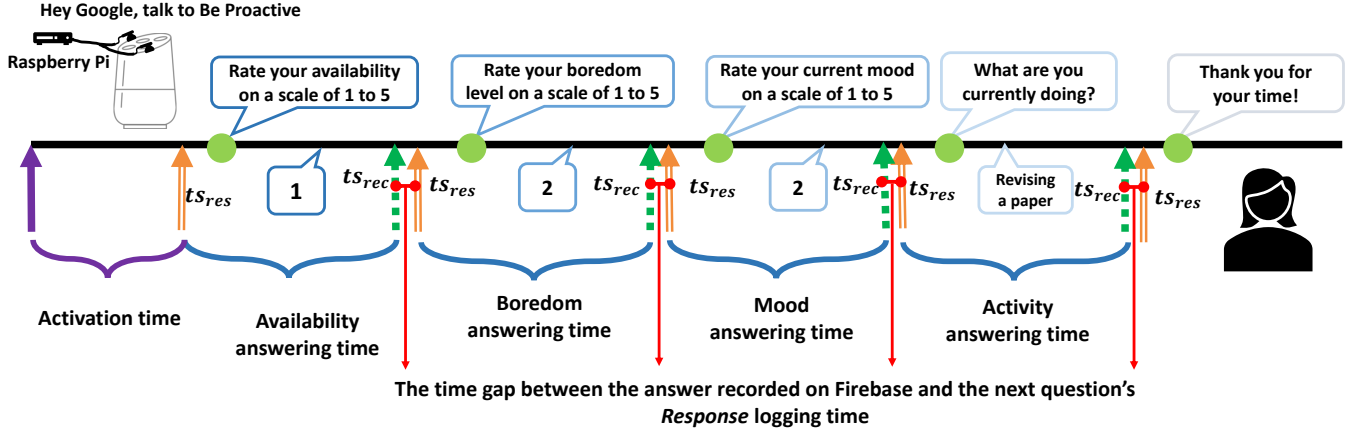 Hey Google, talk to Be Proactive
Raspberry Pi
Rate your availability
on a scale of 1 to 5
Rate your boredom
level on a scale of 1 to 5
Rate your current mood
on a scale of 1 to 5
What are you
currently doing?
Thank you for
your time!
ts_res
1
ts_rec
ts_res
2
ts_rec
ts_res
2
ts_rec
ts_res
Revising
a paper
ts_rec
ts_res
Activation time
Availability
answering time
Boredom
answering time
Mood
answering time
Activity
answering time
The time gap between the answer recorded on Firebase and the next question's
Response logging time